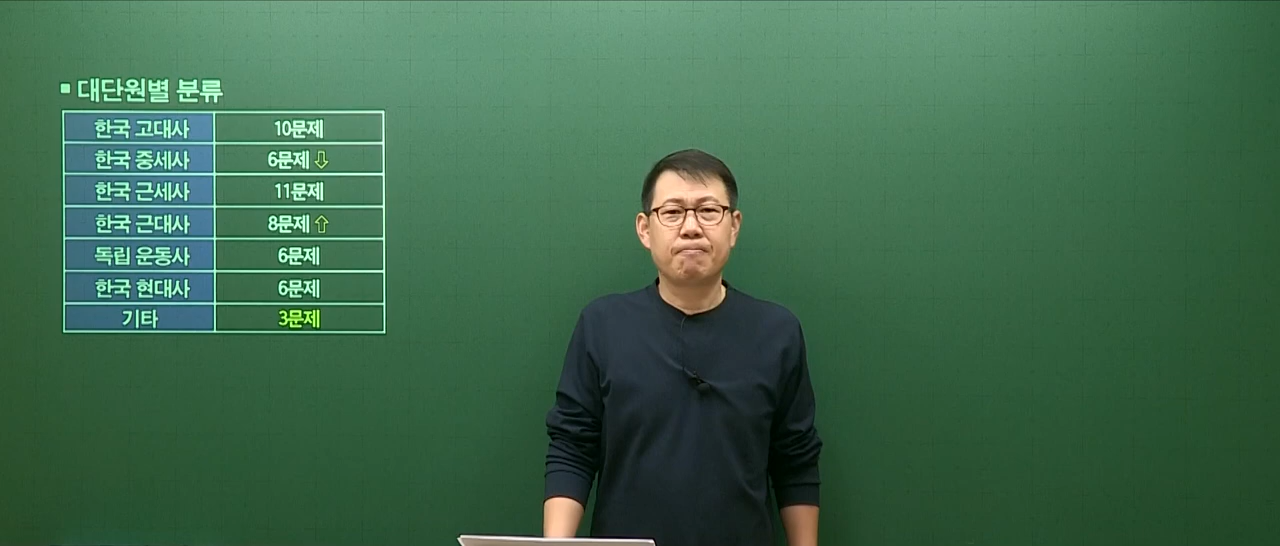 ▪ 대단원별 분류
한국 고대사 10문제
한국 중세사 6문제 ⇩
한국 근세사 11문제
한국 근대사 8문제 ⇧
독립 운동사 6문제
한국 현대사 6문제
기타 3문제